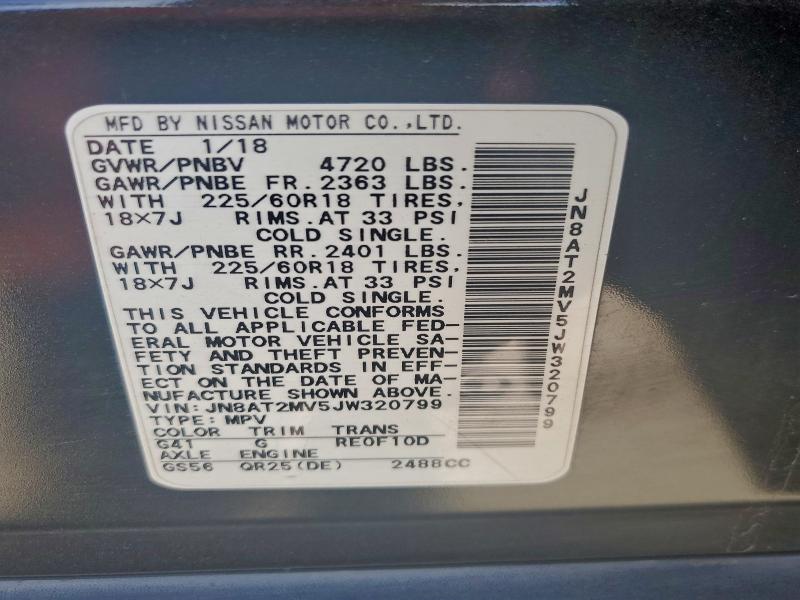 MFD BY NISSAN MOTOR CO.,LTD.
DATE 1/18
GVWR/PNBV 4720 LBS.
GAWR/PNBE FR. 2363 LBS.
WITH 225/60R18 TIRES,
18X7J RIMS.AT 33 PSI
COLD SINGLE.
GAWR/PNBE RR. 2401 LBS.
WITH 225/60R18 TIRES,
18X7J RIMS.AT 33 PSI
COLD SINGLE.
THIS VEHICLE CONFORMS
TO ALL APPLICABLE FED-
ERAL MOTOR VEHICLE SA-
FETY AND THEFT PREVEN-
TION STANDARDS IN EFF-
ECT ON THE DATE OF MA-
NUFACTURE SHOWN ABOVE.
VIN: JN8AT2MV5JW320799
TYPE: MPV
COLOR TRIM TRANS
G41 G RE0F10D
AXLE ENGINE
GS56 QR25(DE) 2488CC
JN8AT2MV5JW320799